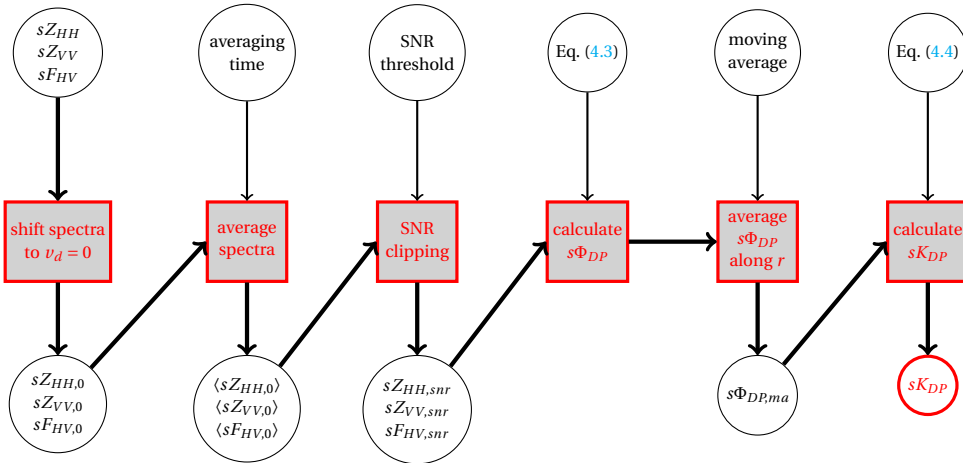 sZ_HH
sZ_VV
sF_HV
averaging
time
SNR
threshold
Eq. (4.3)
moving
average
Eq. (4.4)
shift spectra
to v_d = 0
average
spectra
SNR
clipping
calculate
sΦ_DP
average
sΦ_DP
along r
calculate
sK_DP
sZ_HH,0
sZ_VV,0
sF_HV,0
⟨sZ_HH,0⟩
⟨sZ_VV,0⟩
⟨sF_HV,0⟩
sZ_HH,snr
sZ_VV,snr
sF_HV,snr
sΦ_DP,ma
sK_DP